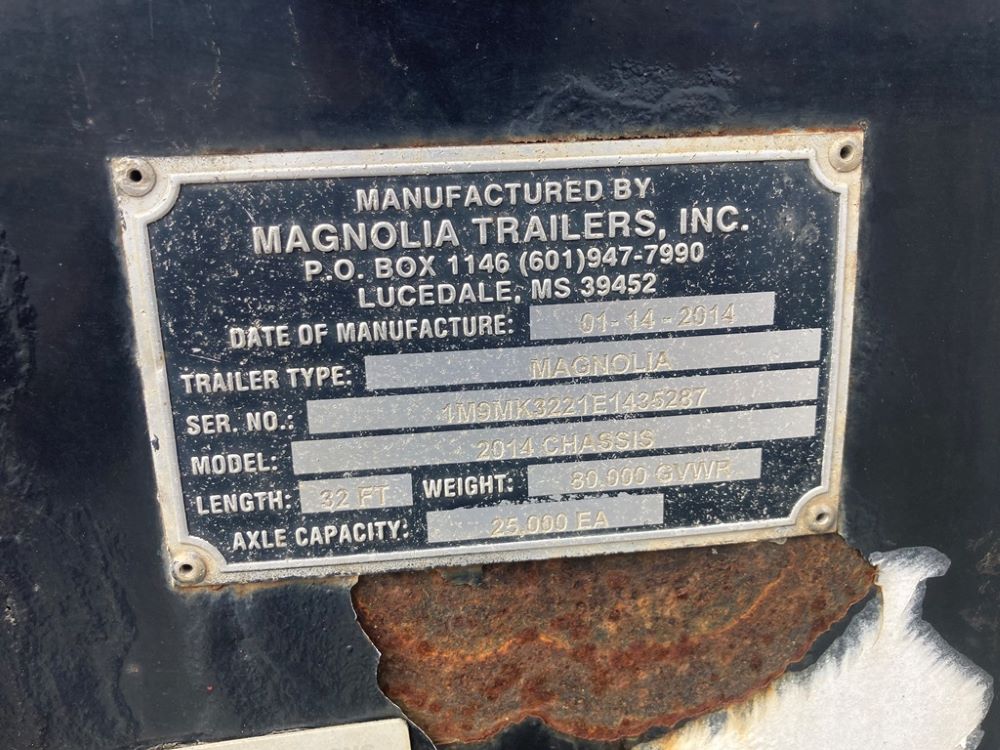 MANUFACTURED BY
MAGNOLIA TRAILERS, INC.
P.O. BOX 1146 (601)947-7990
LUCEDALE, MS 39452
DATE OF MANUFACTURE: 01-14-2014
TRAILER TYPE: MAGNOLIA
SER. NO.: 1M9MK3221E1435287
MODEL: 2014 CHASSIS
LENGTH: 32 FT WEIGHT: 80.000 GVWR
AXLE CAPACITY: 25,000 EA